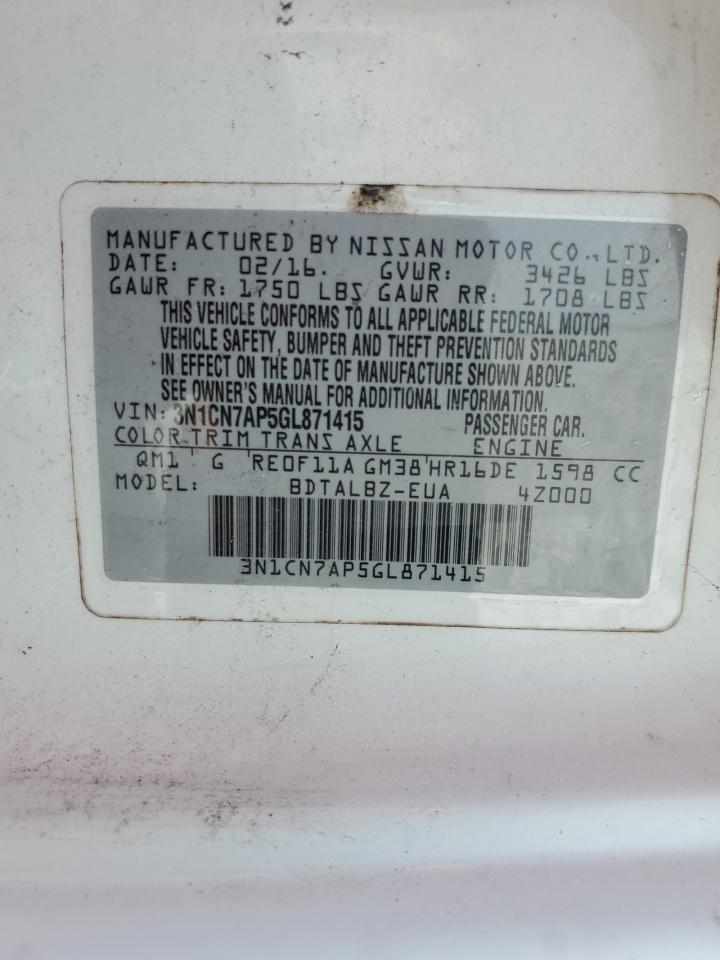 MANUFACTURED BY NISSAN MOTOR CO., LTD.
DATE: 02/16. GVWR: 3426 LBS
GAWR FR: 1750 LBS GAWR RR: 1708 LBS
THIS VEHICLE CONFORMS TO ALL APPLICABLE FEDERAL MOTOR
VEHICLE SAFETY, BUMPER AND THEFT PREVENTION STANDARDS
IN EFFECT ON THE DATE OF MANUFACTURE SHOWN ABOVE.
SEE OWNER'S MANUAL FOR ADDITIONAL INFORMATION.
VIN: 3N1CN7AP5GL871415 PASSENGER CAR.
COLOR TRIM TRANS AXLE ENGINE
QM1 G RE0F11A GM38 HR16DE 1598 CC
MODEL: BDTALBZ-EUA 4Z000
3N1CN7AP5GL871415